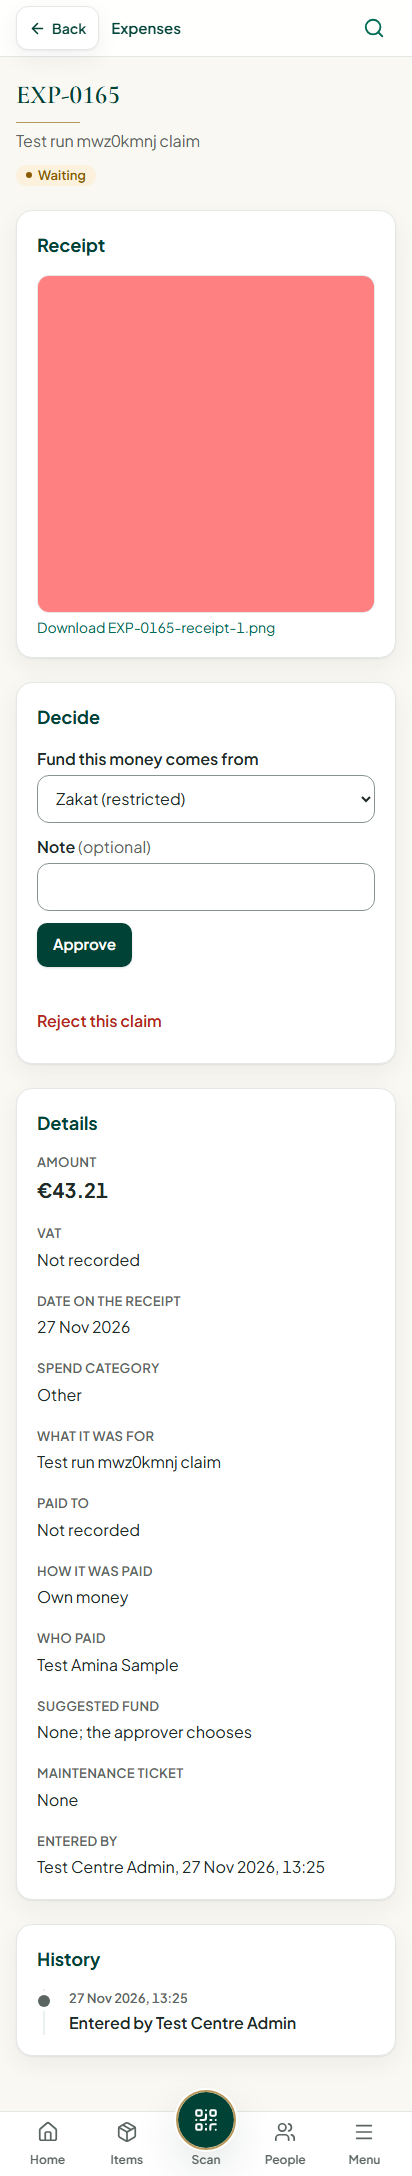 Back
Expenses
EXP-0165
Test run mwz0kmnj claim
Waiting
Receipt
Download EXP-0165-receipt-1.png
Decide
Fund this money comes from
Zakat (restricted)
Note (optional)
Approve
Reject this claim
Details
AMOUNT
€43.21
VAT
Not recorded
DATE ON THE RECEIPT
27 Nov 2026
SPEND CATEGORY
Other
WHAT IT WAS FOR
Test run mwz0kmnj claim
PAID TO
Not recorded
HOW IT WAS PAID
Own money
WHO PAID
Test Amina Sample
SUGGESTED FUND
None; the approver chooses
MAINTENANCE TICKET
None
ENTERED BY
Test Centre Admin, 27 Nov 2026, 13:25
History
27 Nov 2026, 13:25
Entered by Test Centre Admin
Home
Items
Scan
People
Menu